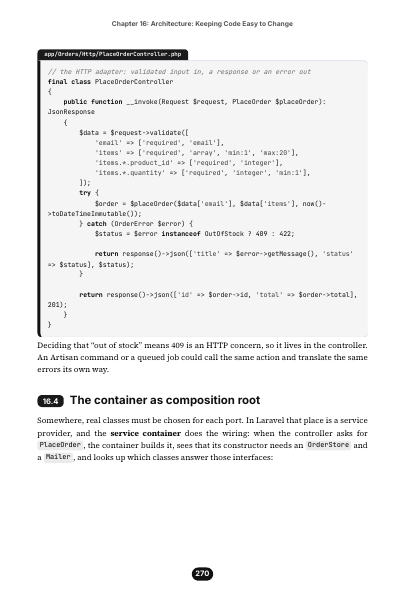 Chapter 16: Architecture: Keeping Code Easy to Change
app/Orders/Http/PlaceOrderController.php
// the HTTP adapter: validated input in, a response or an error out
final class PlaceOrderController
{
    public function __invoke(Request $request, PlaceOrder $placeOrder):
JsonResponse
    {
        $data = $request->validate([
            'email' => ['required', 'email'],
            'items' => ['required', 'array', 'min:1', 'max:20'],
            'items.*.product_id' => ['required', 'integer'],
            'items.*.quantity' => ['required', 'integer', 'min:1'],
        ]);
        try {
            $order = $placeOrder($data['email'], $data['items'], now()-
>toDateTimeImmutable());
        } catch (OrderError $error) {
            $status = $error instanceof OutOfStock ? 409 : 422;
            return response()->json(['title' => $error->getMessage(), 'status'
=> $status], $status);
        }
        return response()->json(['id' => $order->id, 'total' => $order->total],
201);
    }
}
Deciding that “out of stock” means 409 is an HTTP concern, so it lives in the controller.
An Artisan command or a queued job could call the same action and translate the same
errors its own way.
16.4 The container as composition root
Somewhere, real classes must be chosen for each port. In Laravel that place is a service
provider, and the service container does the wiring: when the controller asks for
PlaceOrder, the container builds it, sees that its constructor needs an OrderStore and
a Mailer, and looks up which classes answer those interfaces:
270